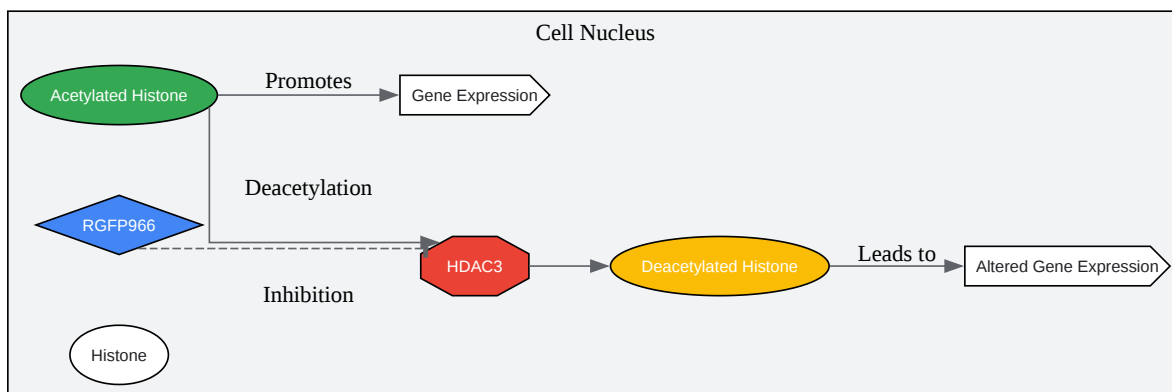 Cell Nucleus
Promotes
Acetylated Histone
Gene Expression
Deacetylation
RGFP966
Leads to
HDAC3
Deacetylated Histone
Altered Gene Expression
Inhibition
Histone